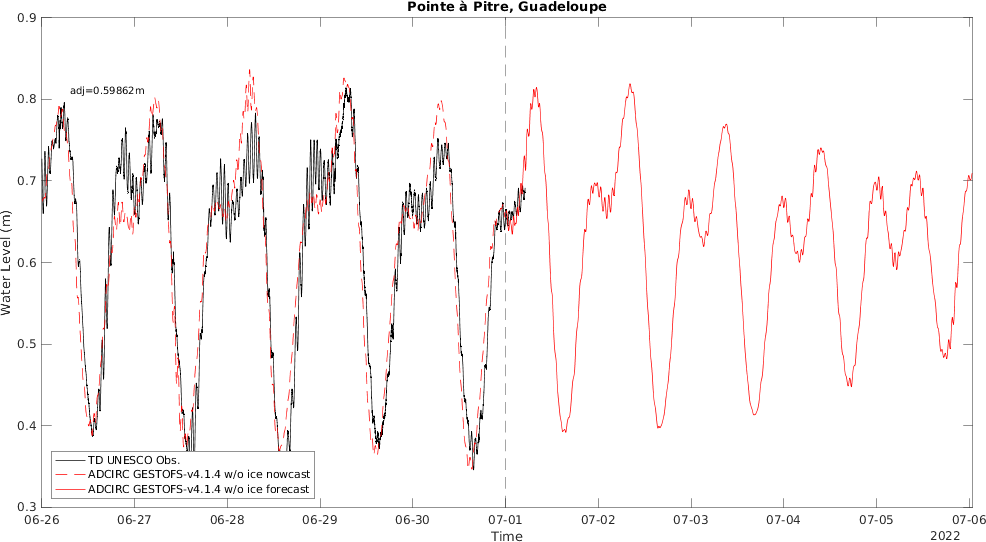 Pointe à Pitre, Guadeloupe
0.9
0.8
0.7
0.6
0.5
0.4
0.3
Water Level (m)
adj=0.59862m
TD UNESCO Obs.
ADCIRC GESTOFS-v4.1.4 w/o ice nowcast
ADCIRC GESTOFS-v4.1.4 w/o ice forecast
06-26 06-27 06-28 06-29 06-30 07-01 07-02 07-03 07-04 07-05 07-06
Time
2022